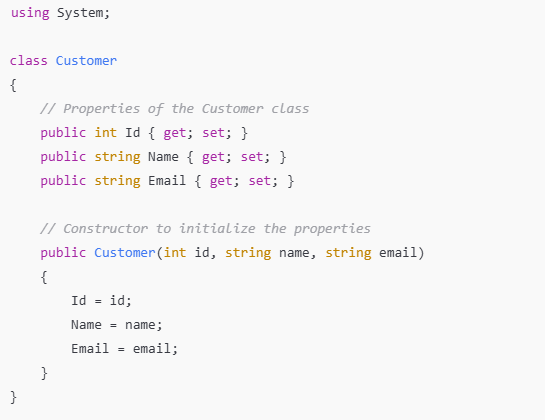 using System;

class Customer
{
    // Properties of the Customer class
    public int Id { get; set; }
    public string Name { get; set; }
    public string Email { get; set; }

    // Constructor to initialize the properties
    public Customer(int id, string name, string email)
    {
        Id = id;
        Name = name;
        Email = email;
    }
}